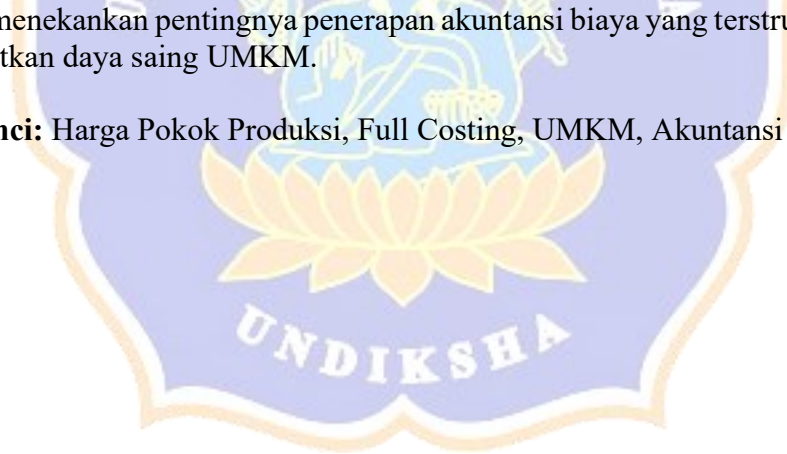 menekankan pentingnya penerapan akuntansi biaya yang terstru
tkan daya saing UMKM.
nci: Harga Pokok Produksi, Full Costing, UMKM, Akuntansi
UNDIKSHA